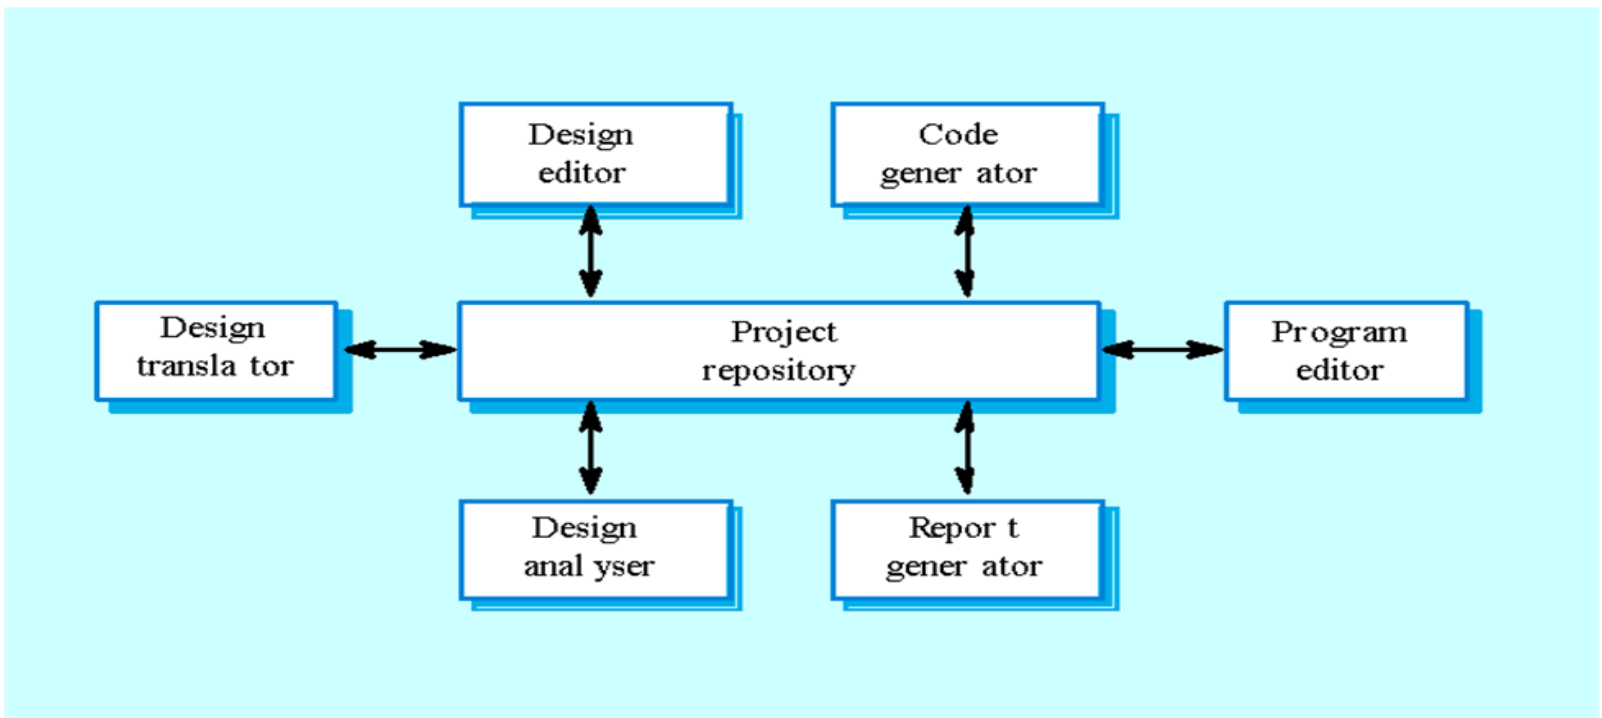 Design
editor
Code
gener ator
Design
transla tor
Project
repository
Program
editor
Design
anal yser
Repor t
gener ator